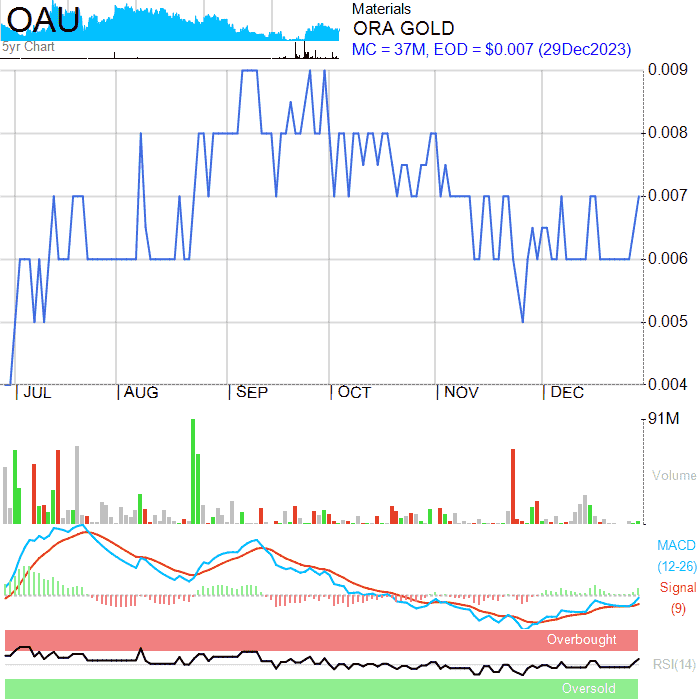 OAU
5yr Chart
Materials
ORA GOLD
MC = 37M, EOD = $0.007 (29Dec2023)
0.009
0.008
0.007
0.006
0.005
0.004
JUL AUG SEP OCT NOV DEC
91M
Volume
MACD
(12-26)
Signal
(9)
Overbought
RSI(14)
Oversold